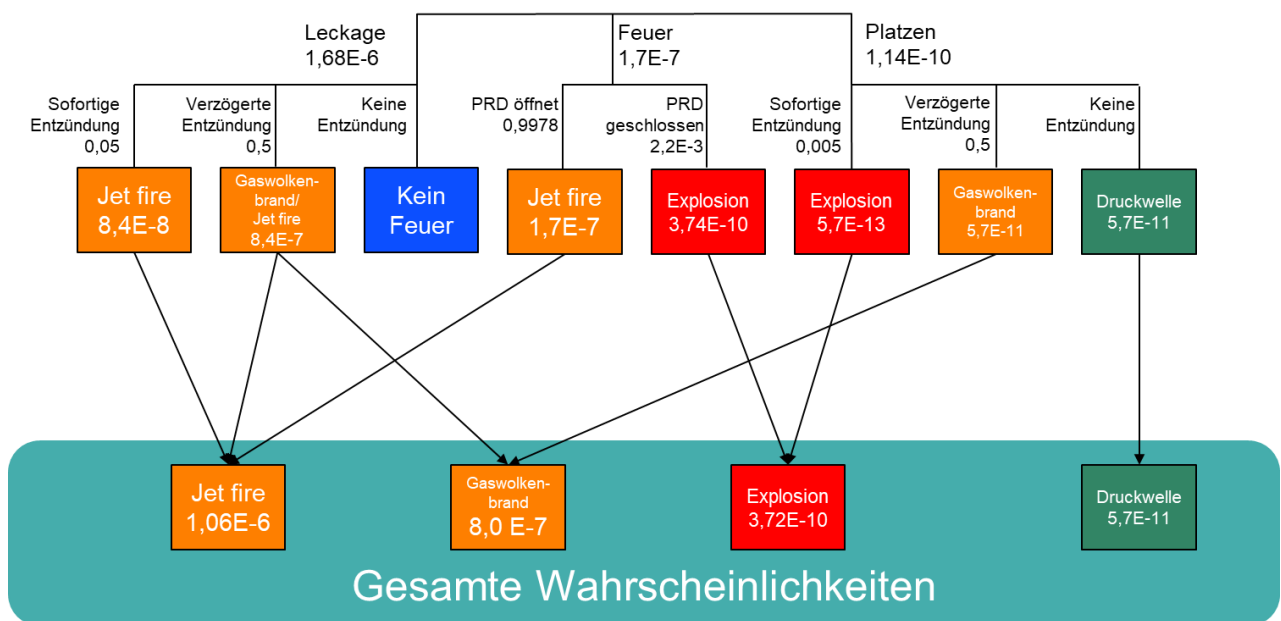 Leckage
1,68E-6
Feuer
1,7E-7
Platzen
1,14E-10
Sofortige
Entzündung
0,05
Verzögerte
Entzündung
0,5
Keine
Entzündung
PRD öffnet
0,9978
PRD
geschlossen
2,2E-3
Sofortige
Entzündung
0,005
Verzögerte
Entzündung
0,5
Keine
Entzündung
Jet fire
8,4E-8
Gaswolken-
brand/
Jet fire
8,4E-7
Kein
Feuer
Jet fire
1,7E-7
Explosion
3,74E-10
Explosion
5,7E-13
Gaswolken-
brand
5,7E-11
Druckwelle
5,7E-11
Jet fire
1,06E-6
Gaswolken-
brand
8,0 E-7
Explosion
3,72E-10
Druckwelle
5,7E-11
Gesamte Wahrscheinlichkeiten